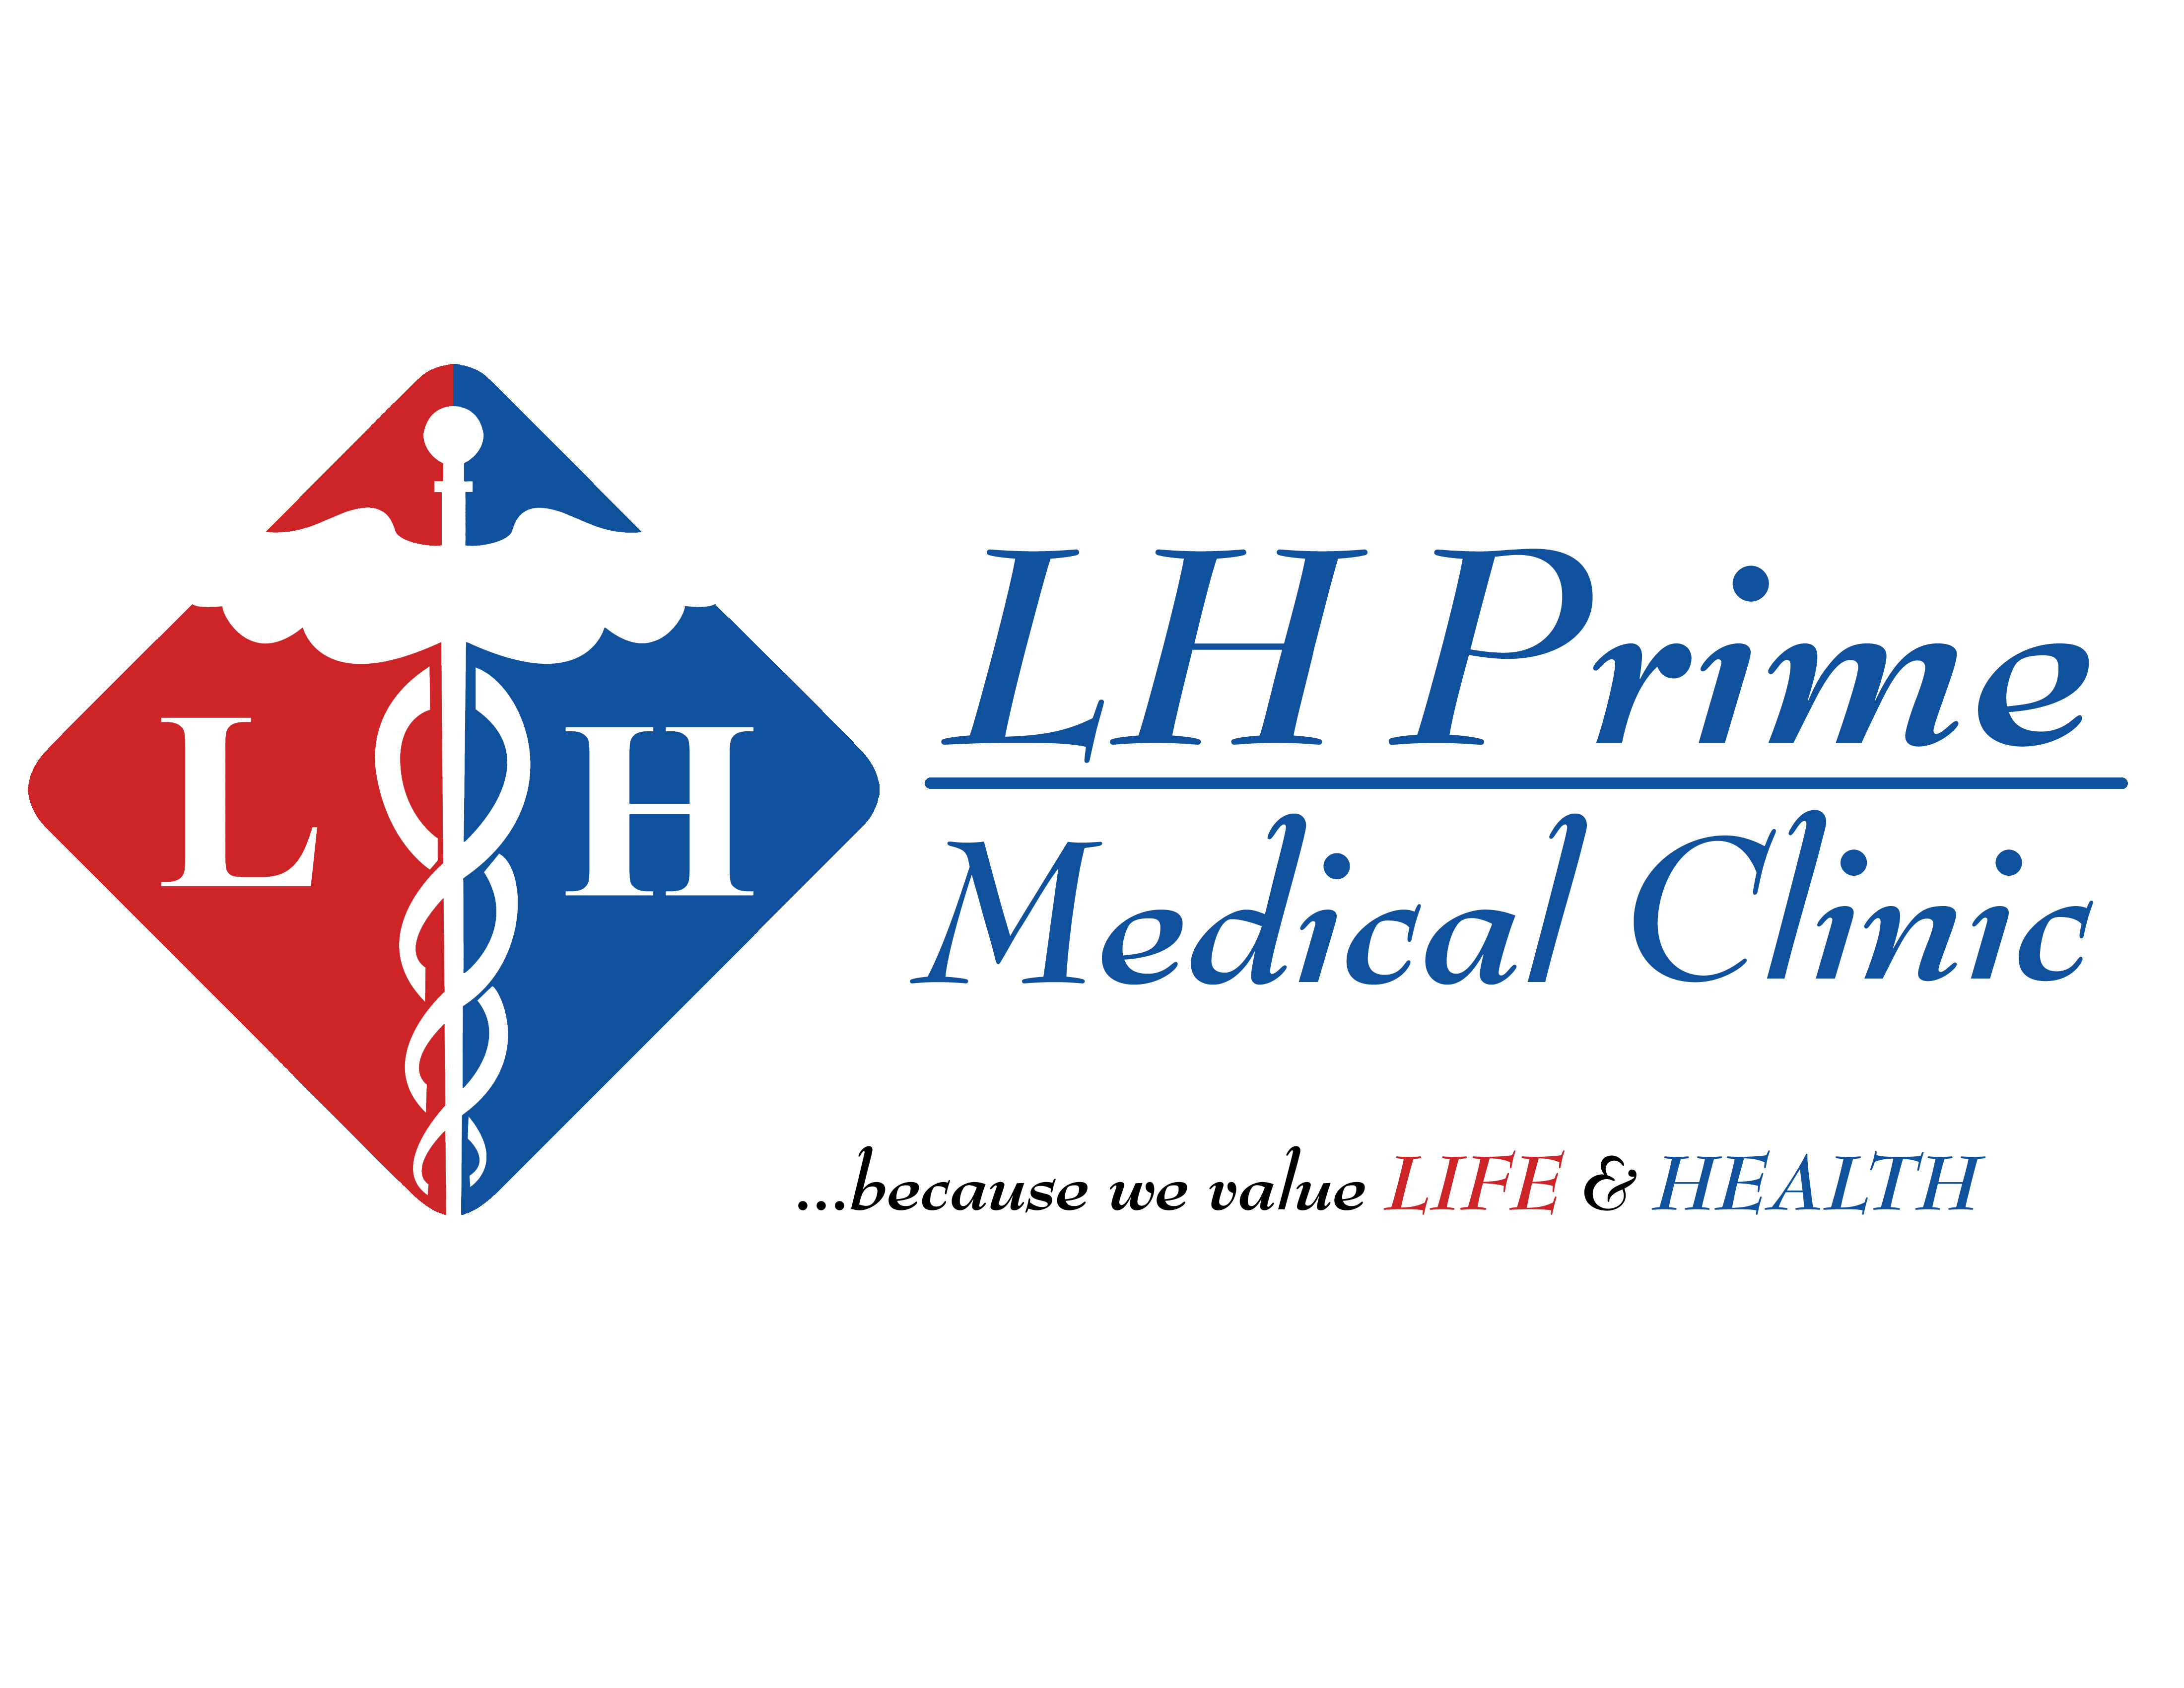 L H
LH Prime
Medical Clinic
...because we value LIFE & HEALTH